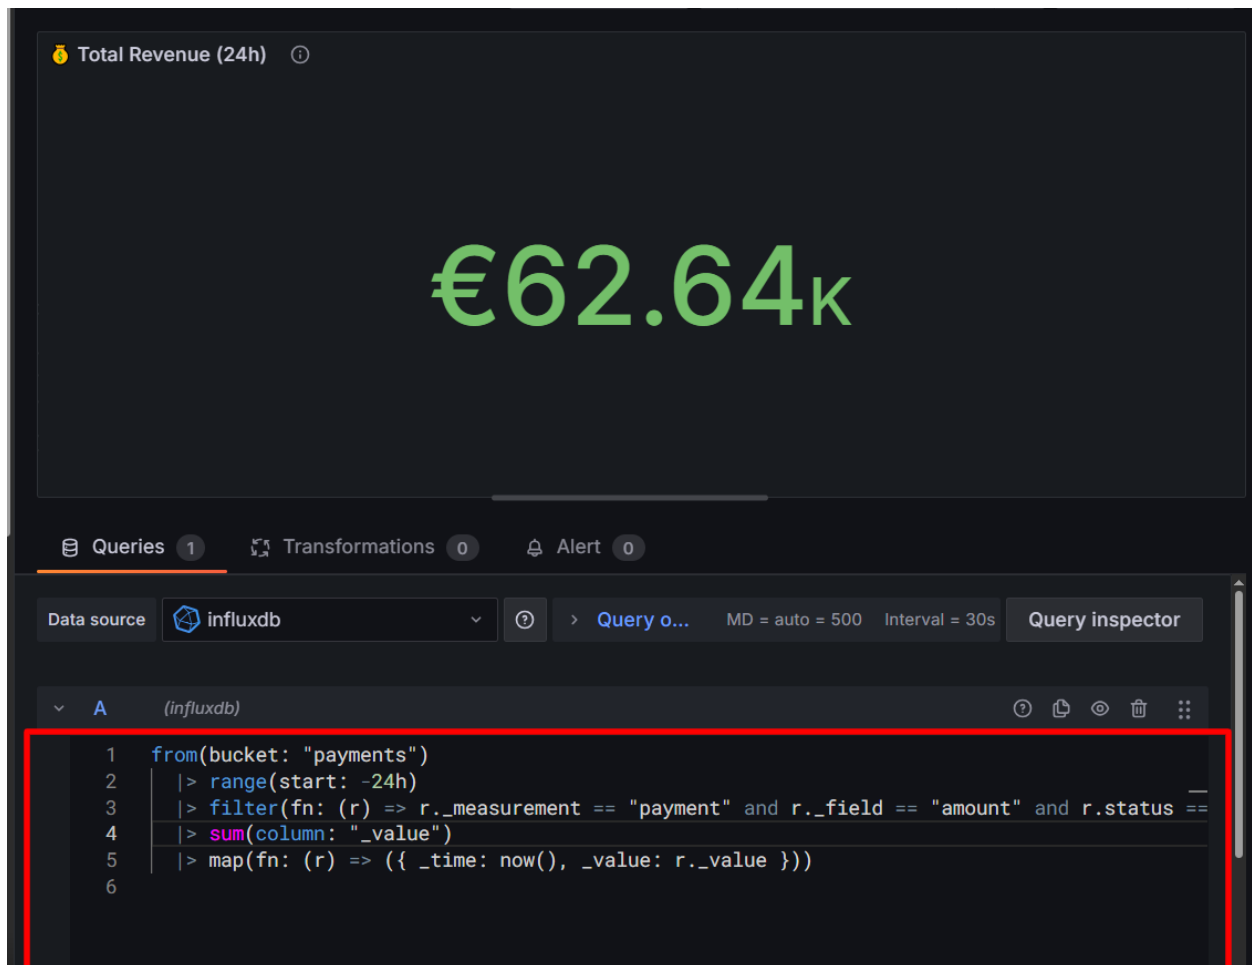 💰 Total Revenue (24h)
€62.64K
Queries 1 Transformations 0 Alert 0
Data source influxdb Query o... MD = auto = 500 Interval = 30s Query inspector
A (influxdb)
1 from(bucket: "payments")
2 |> range(start: -24h)
3 |> filter(fn: (r) => r._measurement == "payment" and r._field == "amount" and r.status ==
4 |> sum(column: "_value")
5 |> map(fn: (r) => ({ _time: now(), _value: r._value }))
6